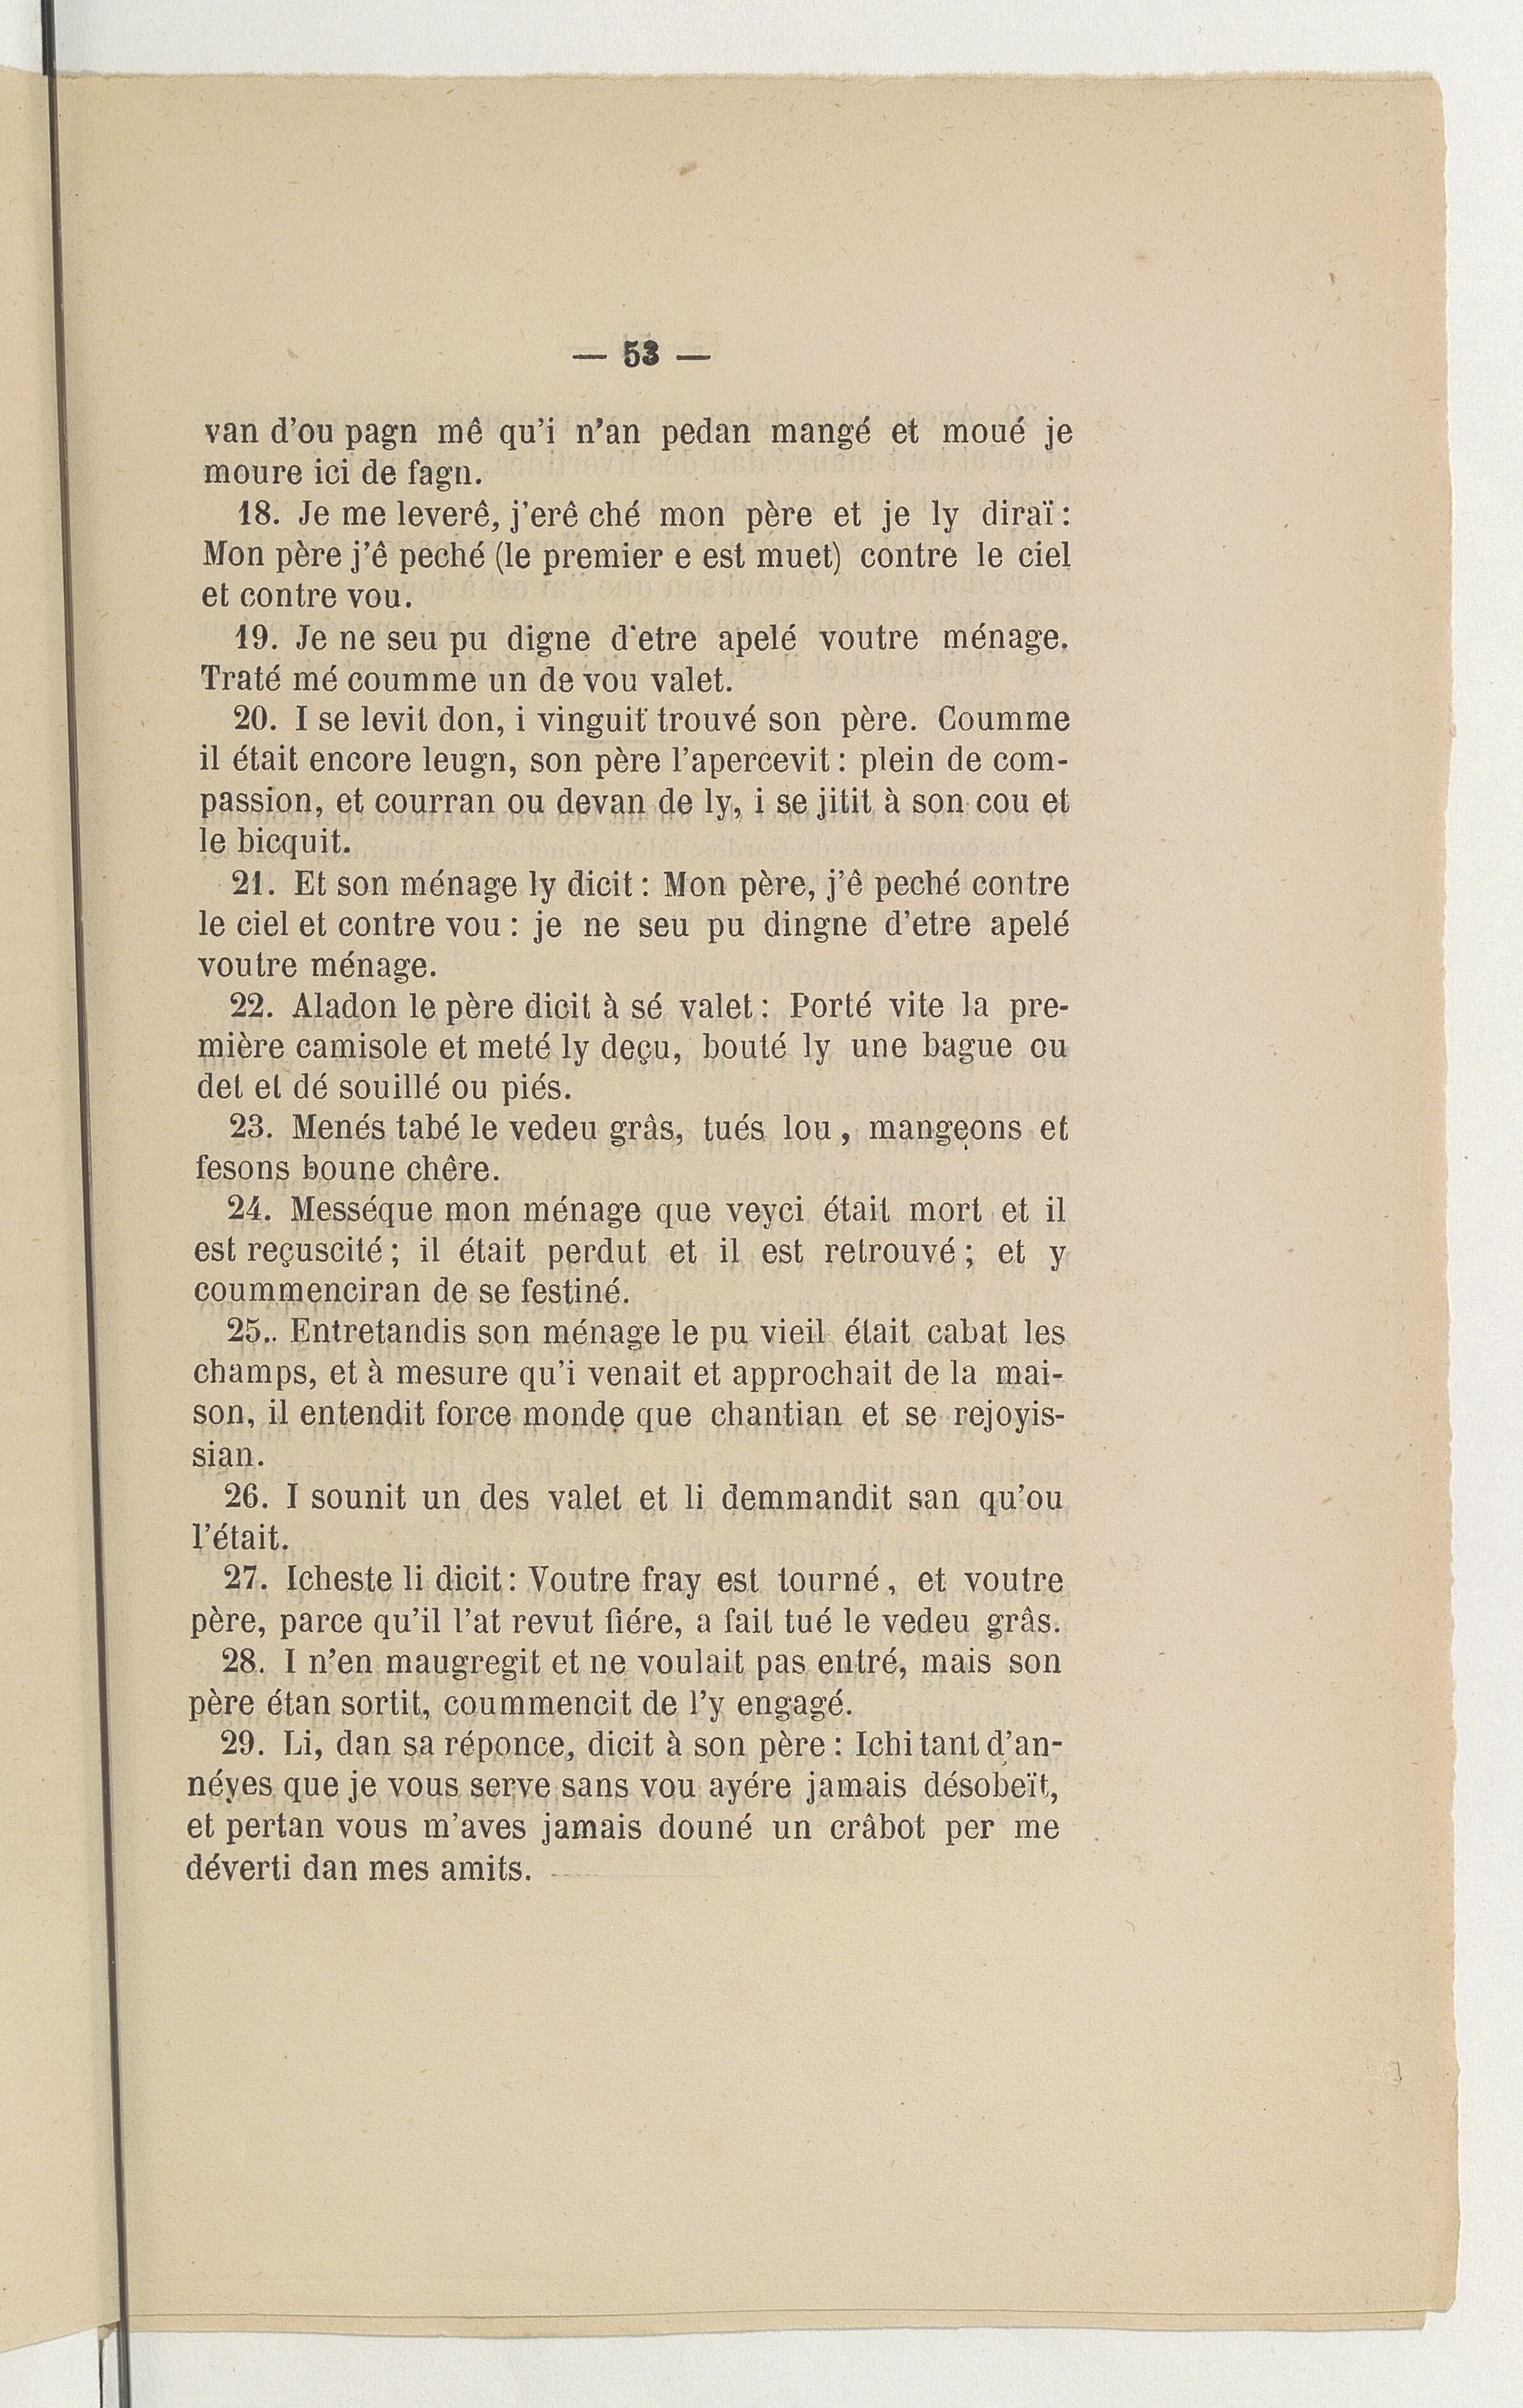 — 53 —
van d'ou pagn mê qu'i n'an pedan mangé et moué je
moure ici de fagn.
18. Je me leverê, j'erê ché mon père et je ly diraï :
Mon père j'ê peché (le premier e est muet) contre le ciel
et contre vou.
19. Je ne seu pu digne d'etre apelé voutre ménage.
Traté mé coumme un de vou valet.
20. I se levit don, i vinguit trouvé son père. Coumme
il était encore leugn, son père l'apercevit : plein de com-
passion, et courran ou devan de ly, i se jitit à son cou et
le bicquit.
21. Et son ménage ly dicit : Mon père, j'ê peché contre
le ciel et contre vou : je ne seu pu dingne d'etre apelé
voutre ménage.
22. Aladon le père dicit à sé valet : Porté vite la pre-
mière camisole et meté ly deçu, bouté ly une bague ou
det et dé souillé ou piés.
23. Menés tabé le vedeu grâs, tués lou, mangeons et
fesons boune chêre.
24. Messéque mon ménage que veyci était mort et il
est reçuscité ; il était perdut et il est retrouvé ; et y
coummenciran de se festiné.
25.. Entretandis son ménage le pu vieil était cabat les
champs, et à mesure qu'i venait et approchait de la mai-
son, il entendit force monde que chantian et se rejoyis-
sian.
26. I sounit un des valet et li demmandit san qu'ou
l'était.
27. Icheste li dicit : Voutre fray est tourné, et voutre
père, parce qu'il l'at revut fiére, a fait tué le vedeu grâs.
28. I n'en maugregit et ne voulait pas entré, mais son
père étan sortit, coummencit de l'y engagé.
29. Li, dan sa réponce, dicit à son père : Ichi tant d'an-
néyes que je vous serve sans vou ayére jamais désobeït,
et pertan vous m'aves jamais douné un crâbot per me
déverti dan mes amits.